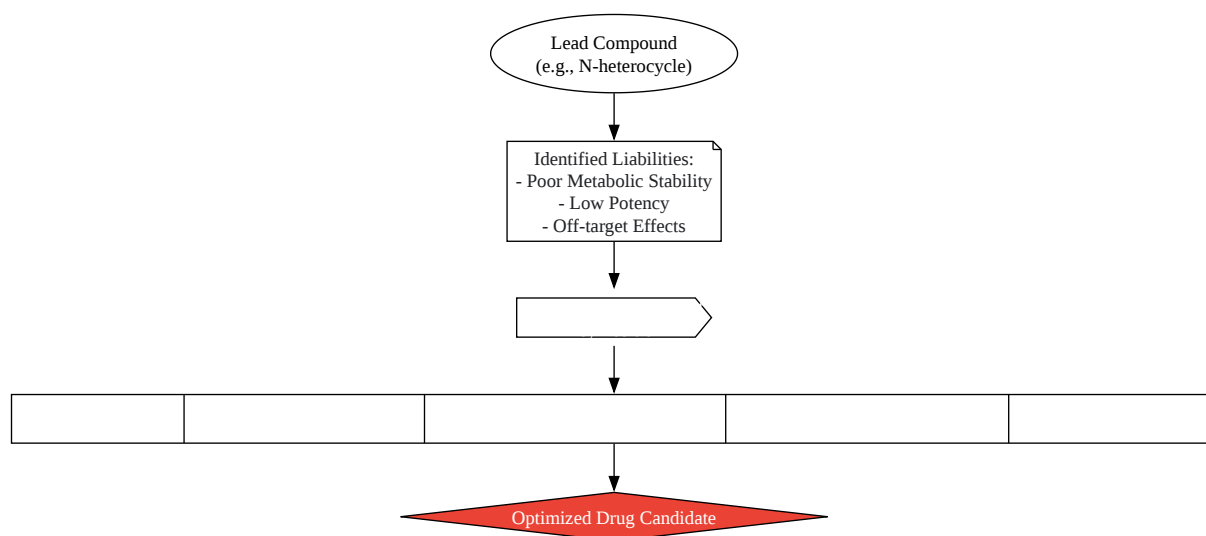 Lead Compound
(e.g., N-heterocycle)
Identified Liabilities:
- Poor Metabolic Stability
- Low Potency
- Off-target Effects
Optimized Drug Candidate